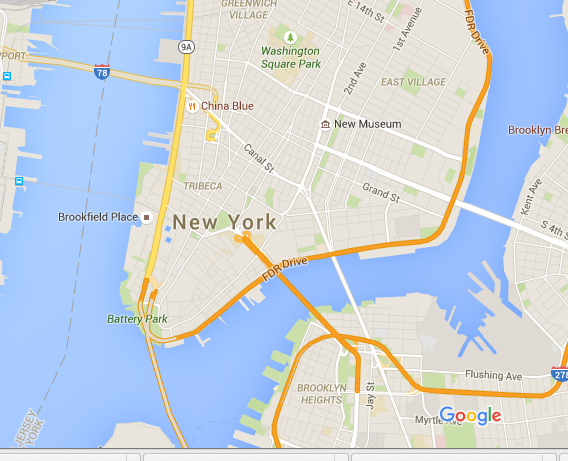 GREENWICH
VILLAGE
E 14th St
FDR Drive
1st Avenue
9A
Washington
Square Park
2nd Ave
EAST VILLAGE
PORT
78
China Blue
New Museum
Brooklyn Bre
Canal St
TRIBECA
Grand St
Kent Ave
Brookfield Place
New York
S 4th S
FDR Drive
Battery Park
278
Flushing Ave
BROOKLYN
HEIGHTS
Jay St
Google
Myrtle Ave
JERSEY
YORK